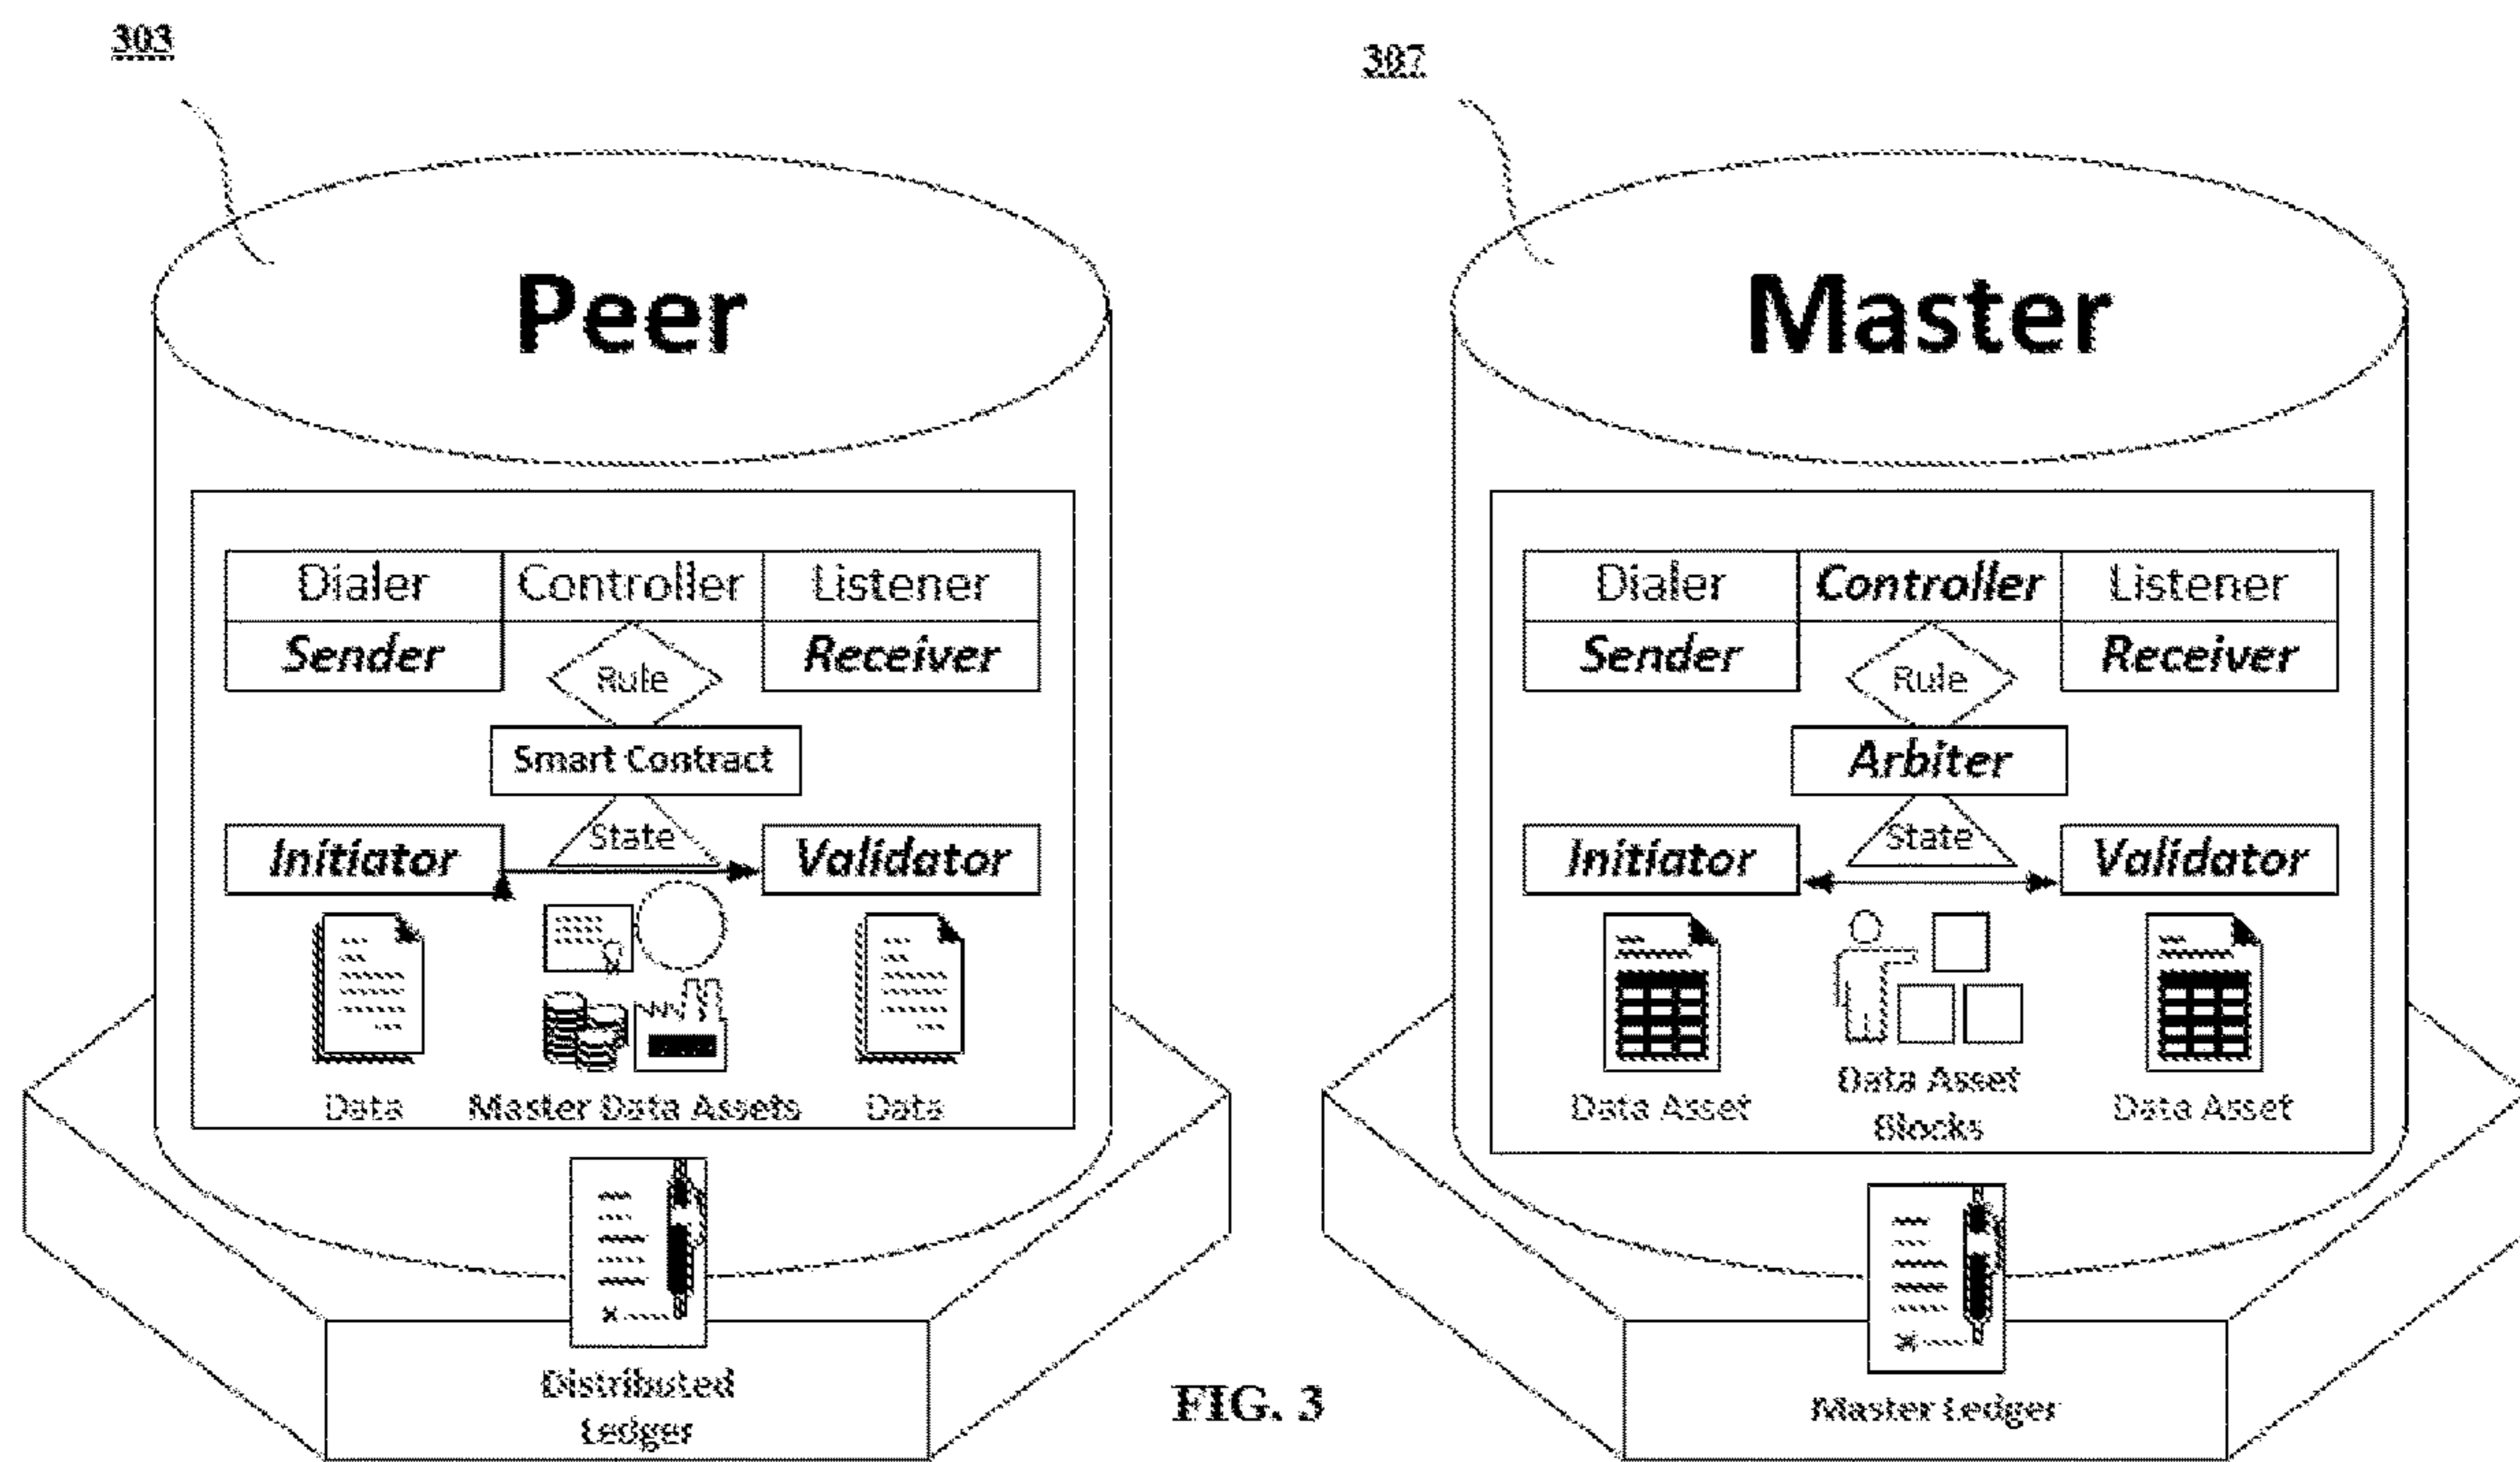 303
Peer
Dialer Controller Listener
Sender Receiver
Rule
Smart Contract
State
Initiator Validator
Data Master Data Assets Data
Distributed
Ledger
307
Master
Dialer Controller Listener
Sender Receiver
Rule
Arbiter
State
Initiator Validator
Data Asset
Data Asset
Blocks
Data Asset
Master Ledger
FIG. 3